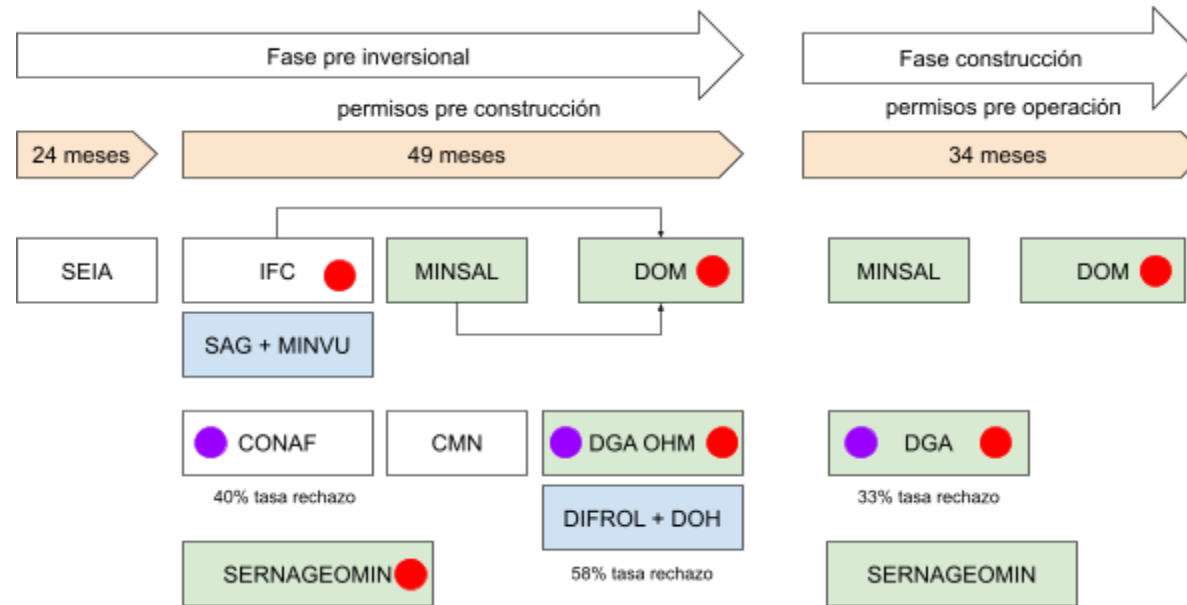 Fase pre inversional
Fase construcción
permisos pre construcción
permisos pre operación
24 meses
49 meses
34 meses
SEIA
IFC
MINSAL
DOM
MINSAL
DOM
SAG + MINVU
CONAF
CMN
DGA OHM
DGA
40% tasa rechazo
33% tasa rechazo
DIFROL + DOH
58% tasa rechazo
SERNAGEOMIN
SERNAGEOMIN